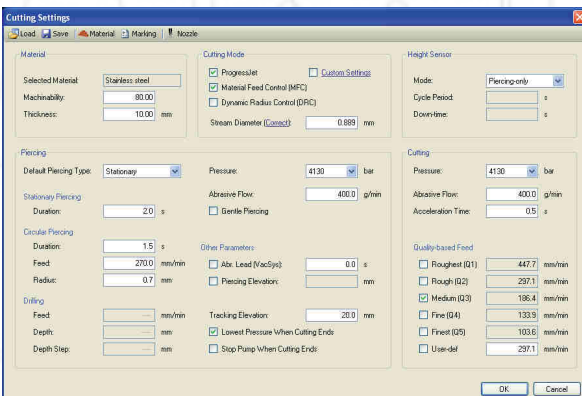 Cutting Settings
Load Save Material Marking Nozzle
Material
Selected Material: Stainless steel
Machinability: 80.00
Thickness: 10.00 mm
Cutting Mode
ProgressJet Custom Settings
Material Feed Control (MFC)
Dynamic Radius Control (DRC)
Stream Diameter (Correct): 0.889 mm
Height Sensor
Mode: Piercing-only
Cycle Period: s
Down-time: s
Piercing
Default Piercing Type: Stationary
Stationary Piercing
Duration: 2.0 s
Circular Piercing
Duration: 1.5 s
Feed: 270.0 mm/min
Radius: 0.7 mm
Drilling
Feed: --- mm/min
Depth: --- mm
Depth Step: --- mm
Pressure: 4130 bar
Abrasive Flow: 400.0 g/min
Gentle Piercing
Other Parameters
Abr. Lead (VacSys): 0.0 s
Piercing Elevation: mm
Tracking Elevation: 20.0 mm
Lowest Pressure When Cutting Ends
Stop Pump When Cutting Ends
Cutting
Pressure: 4130 bar
Abrasive Flow: 400.0 g/min
Acceleration Time: 0.5 s
Quality-based Feed
Roughest (Q1) 447.7 mm/min
Rough (Q2) 297.1 mm/min
Medium (Q3) 186.4 mm/min
Fine (Q4) 133.9 mm/min
Finest (Q5) 103.6 mm/min
User-def 297.1 mm/min
OK Cancel